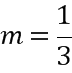 m = 1/3